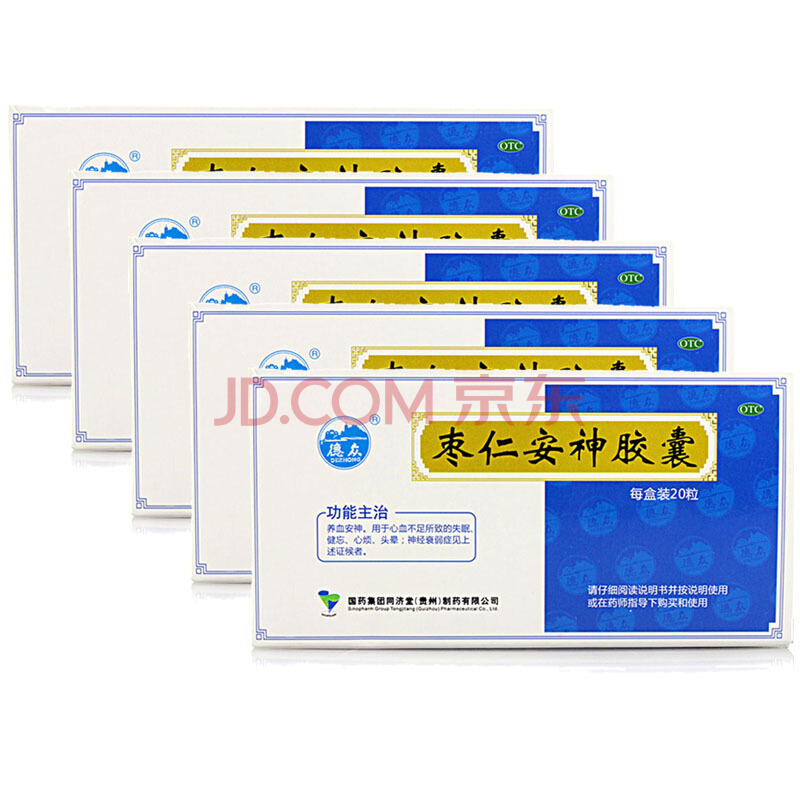 OTC
®
OTC
®
OTC
®
OTC
®
OTC
®
德众
DEZHONG
枣仁安神胶囊
每盒装20粒
功能主治
养血安神。用于心血不足所致的失眠、
健忘、心烦、头晕；神经衰弱症见上
述证候者。
国药集团同济堂(贵州)制药有限公司
Sinopharm Group Tongjitang (Guizhou) Pharmaceutical Co., Ltd.
请仔细阅读说明书并按说明使用
或在药师指导下购买和使用
JD.COM 京东